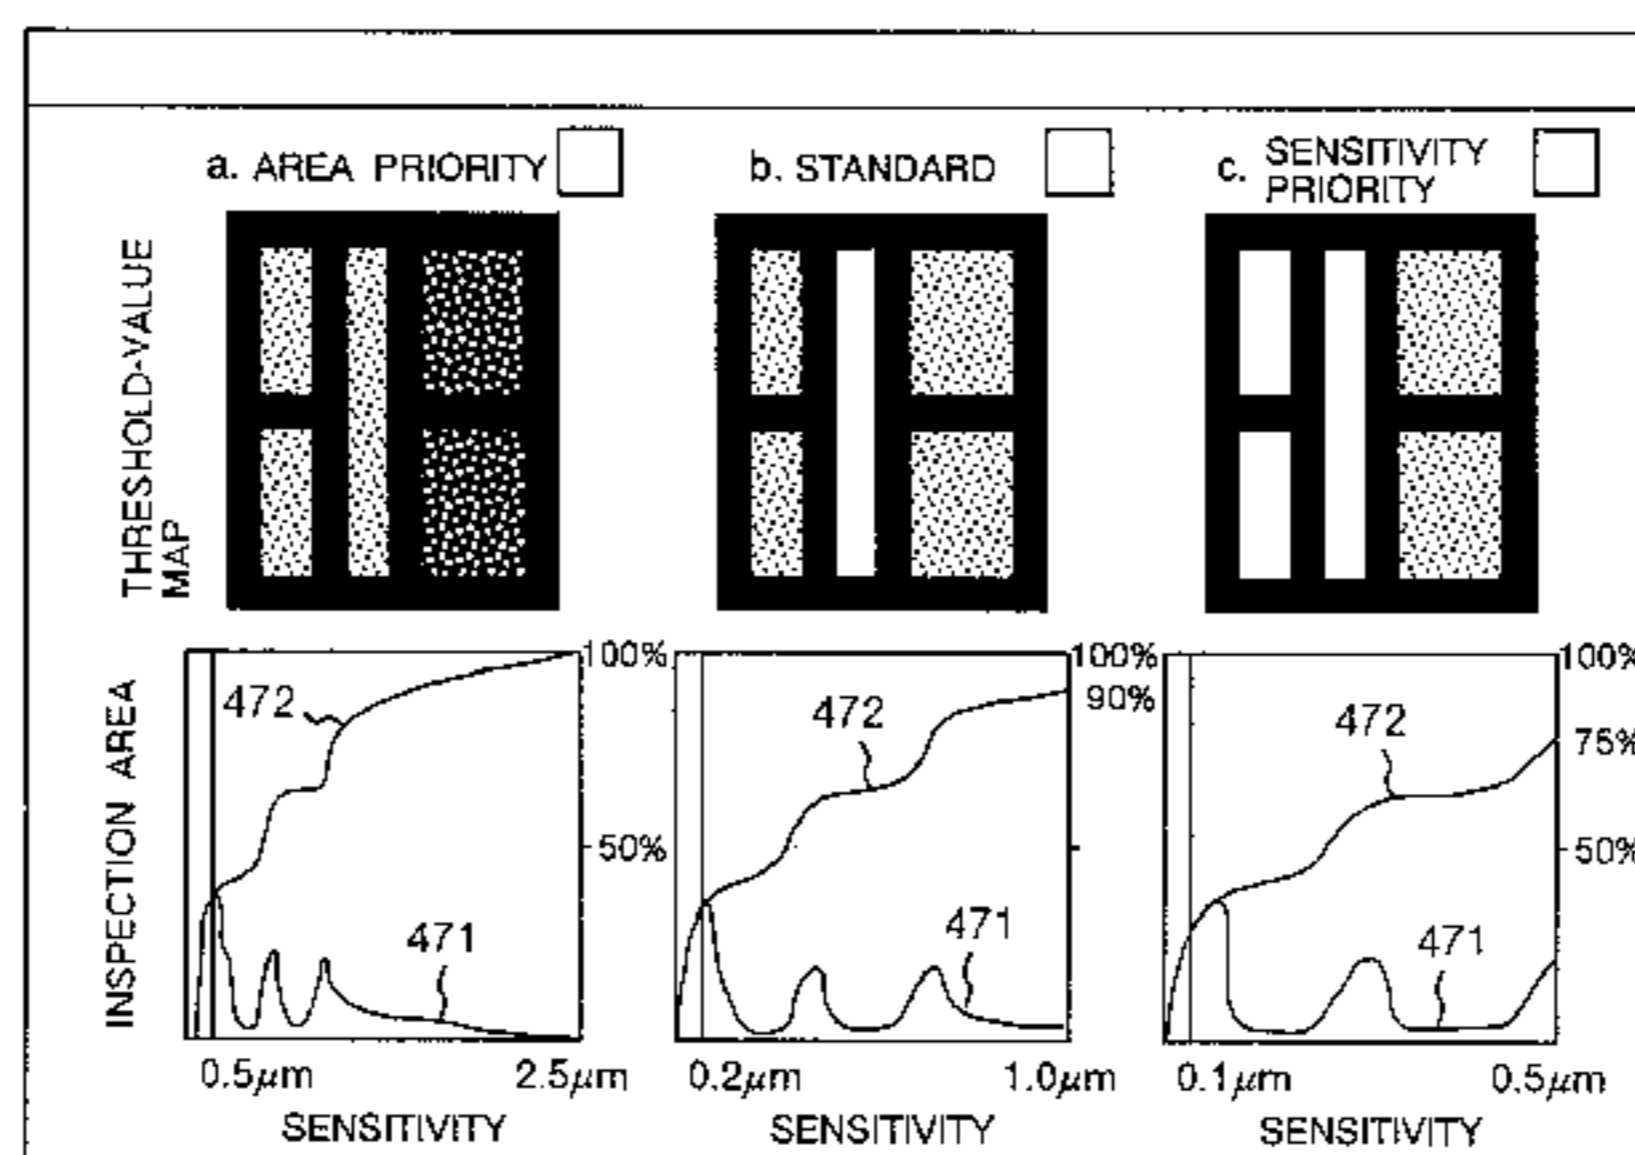 a. AREA PRIORITY
b. STANDARD
c. SENSITIVITY
PRIORITY
THRESHOLD-VALUE
MAP
INSPECTION AREA
472
471
100%
50%
0.5μm
2.5μm
SENSITIVITY
472
471
100%
90%
0.2μm
1.0μm
SENSITIVITY
472
471
100%
75%
50%
0.1μm
0.5μm
SENSITIVITY